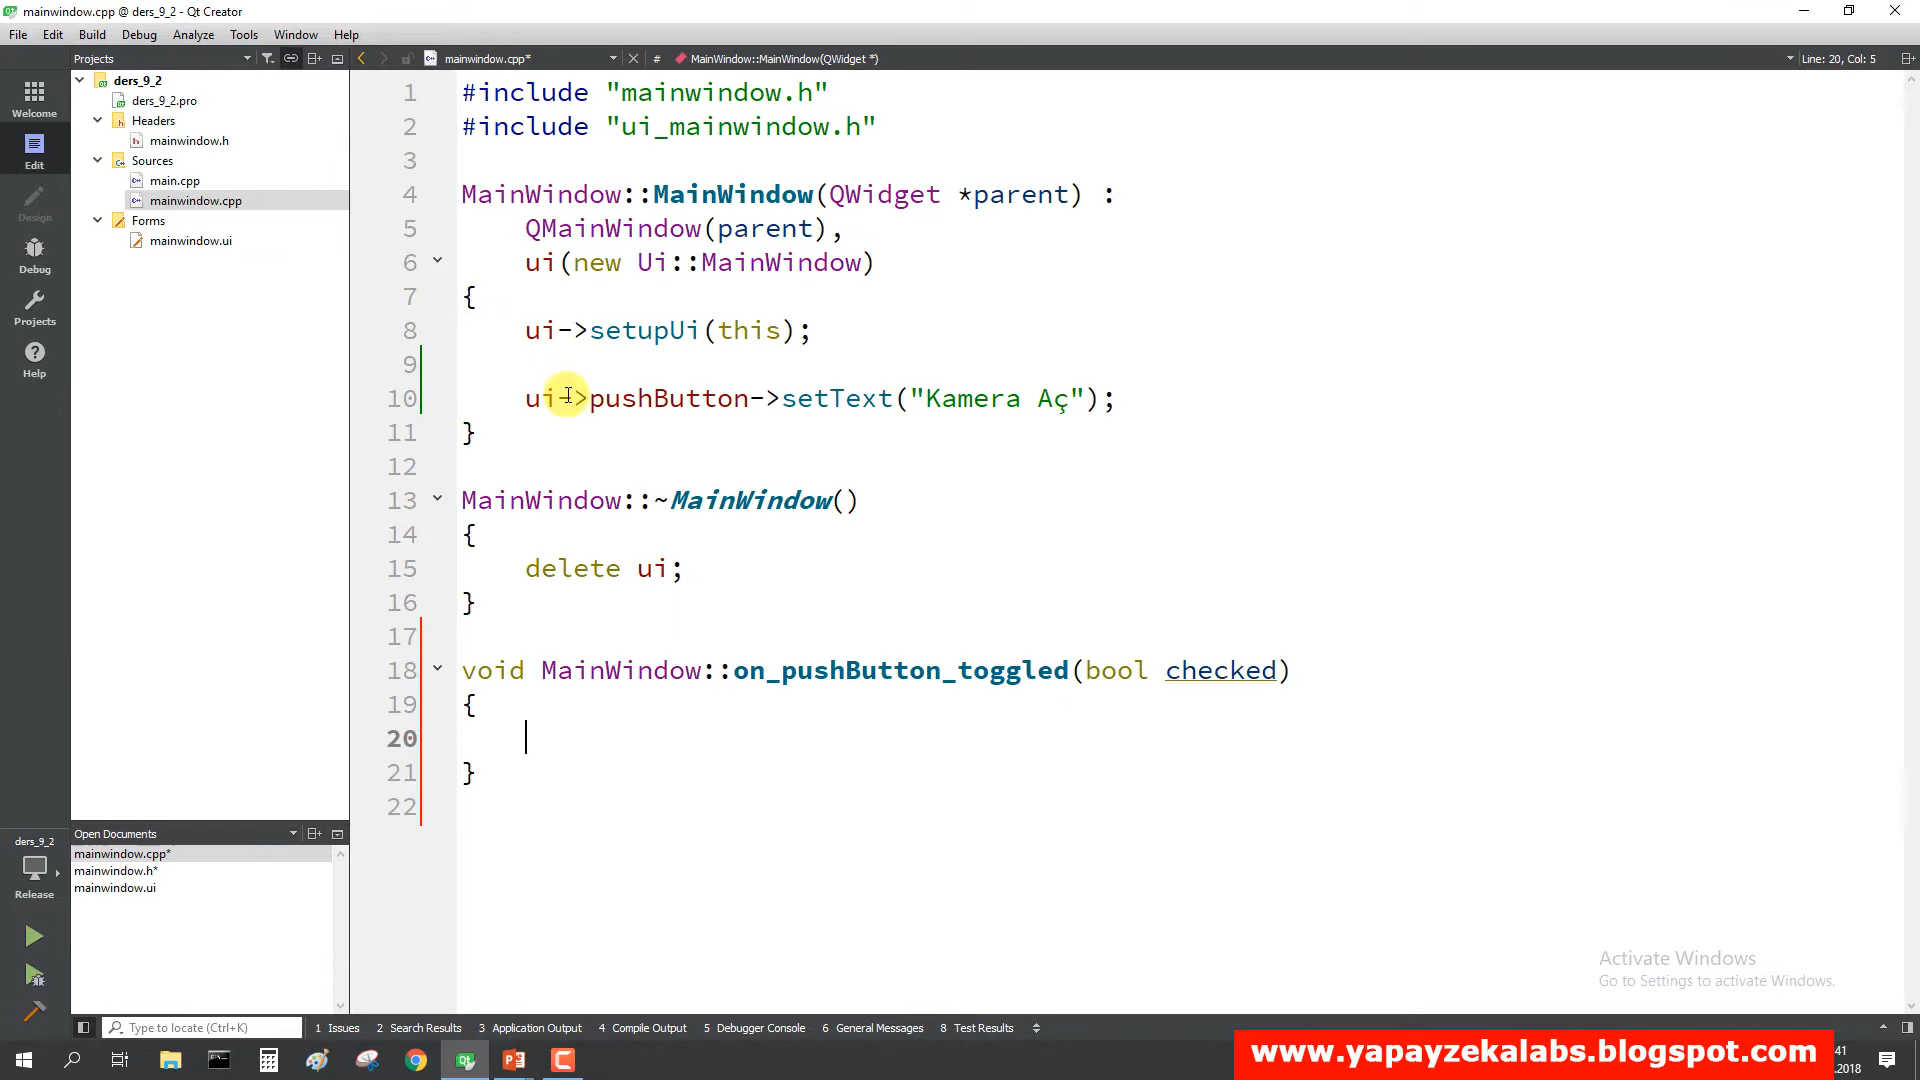 mainwindow.cpp @ ders_9_2 - Qt Creator
File Edit Build Debug Analyze Tools Window Help
Projects
mainwindow.cpp*
#
MainWindow::MainWindow(QWidget *)
Line: 20, Col: 5
Welcome
Edit
Design
Debug
Projects
Help
ders_9_2
ders_9_2.pro
Headers
mainwindow.h
Sources
main.cpp
mainwindow.cpp
Forms
mainwindow.ui
1 #include "mainwindow.h"
2 #include "ui_mainwindow.h"
3
4 MainWindow::MainWindow(QWidget *parent) :
5 QMainWindow(parent),
6 ui(new Ui::MainWindow)
7 {
8 ui->setupUi(this);
9
10 ui->pushButton->setText("Kamera Aç");
11 }
12
13 MainWindow::~MainWindow()
14 {
15 delete ui;
16 }
17
18 void MainWindow::on_pushButton_toggled(bool checked)
19 {
20
21 }
22
Open Documents
mainwindow.cpp*
mainwindow.h*
mainwindow.ui
ders_9_2
Release
Activate Windows
Go to Settings to activate Windows.
Type to locate (Ctrl+K)
1 Issues 2 Search Results 3 Application Output 4 Compile Output 5 Debugger Console 6 General Messages 8 Test Results
www.yapayzekalabs.blogspot.com
41
.2018